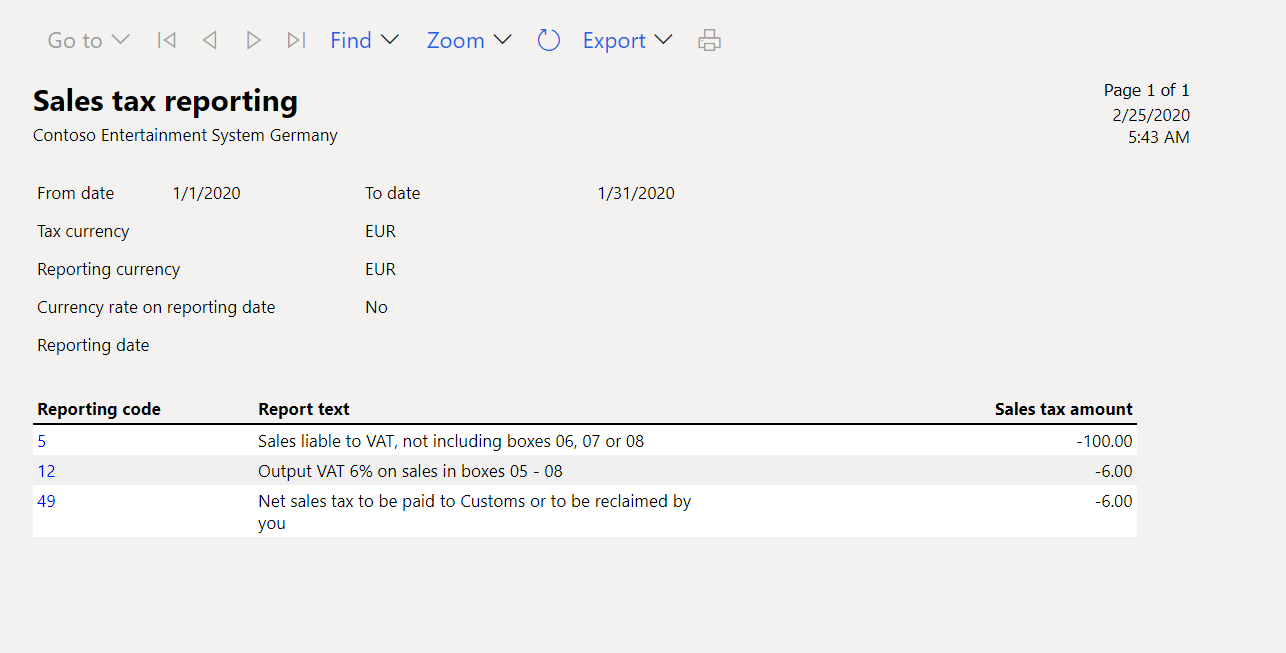 Go to Find Zoom Export
Sales tax reporting
Page 1 of 1
Contoso Entertainment System Germany
2/25/2020
5:43 AM
From date 1/1/2020 To date 1/31/2020
Tax currency EUR
Reporting currency EUR
Currency rate on reporting date No
Reporting date
Reporting code Report text Sales tax amount
5 Sales liable to VAT, not including boxes 06, 07 or 08 -100.00
12 Output VAT 6% on sales in boxes 05 - 08 -6.00
49 Net sales tax to be paid to Customs or to be reclaimed by -6.00
you